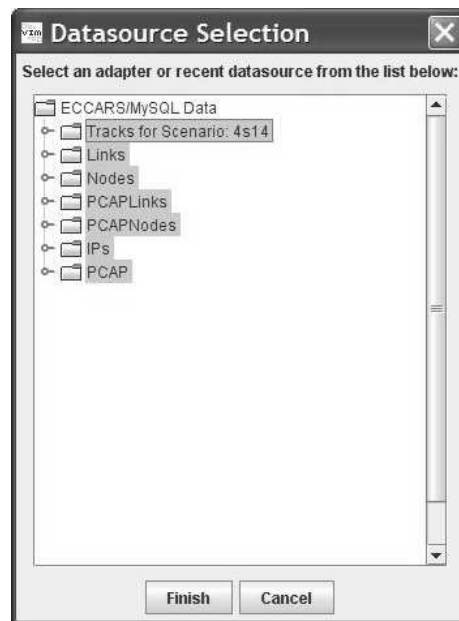 vim Datasource Selection
Select an adapter or recent datasource from the list below:
ECCARS/MySQL Data
Tracks for Scenario: 4s14
Links
Nodes
PCAPLinks
PCAPNodes
IPs
PCAP
Finish Cancel